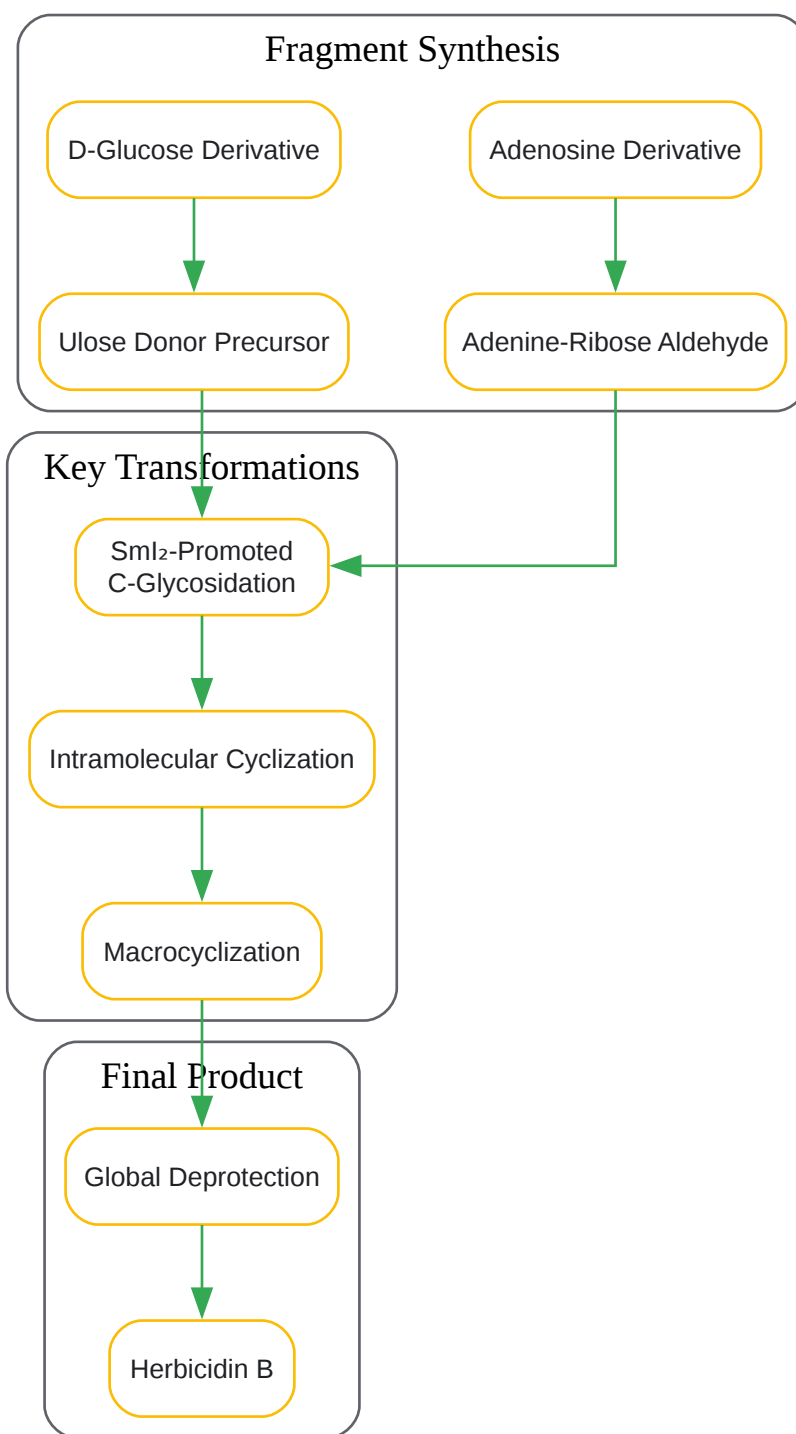 Fragment Synthesis
D-Glucose Derivative
Adenosine Derivative
Ulose Donor Precursor
Adenine-Ribose Aldehyde
Key Transformations
SmI₂-Promoted
C-Glycosidation
Intramolecular Cyclization
Macrocyclization
Final Product
Global Deprotection
Herbicidin B